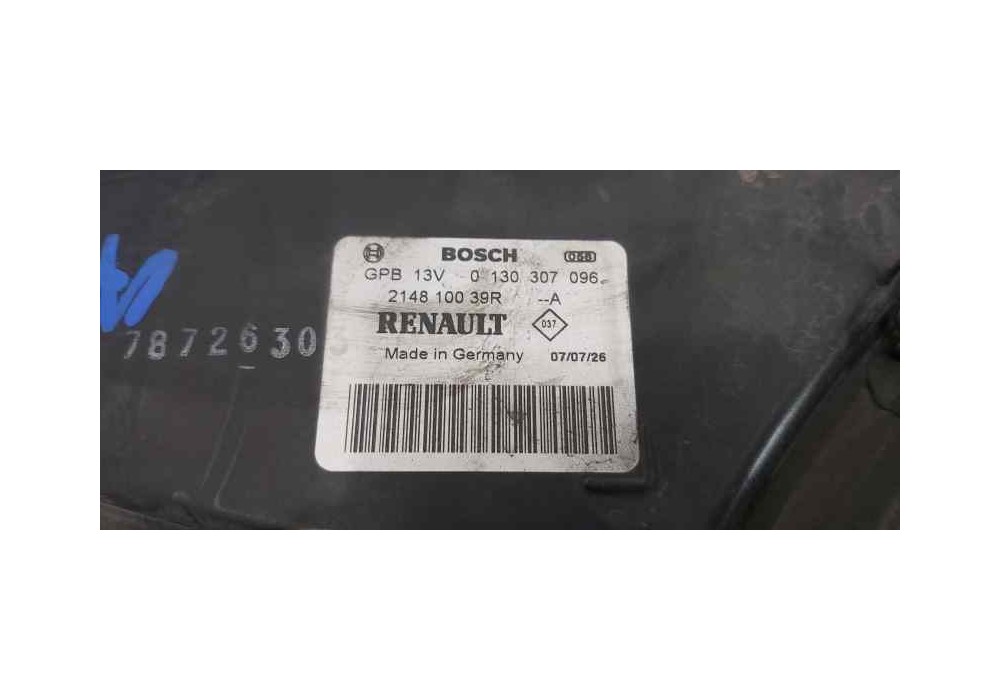 BOSCH
GPB 13V 0 130 307 096
2148 100 39R --A
RENAULT 037
Made in Germany 07/07/26
7872630